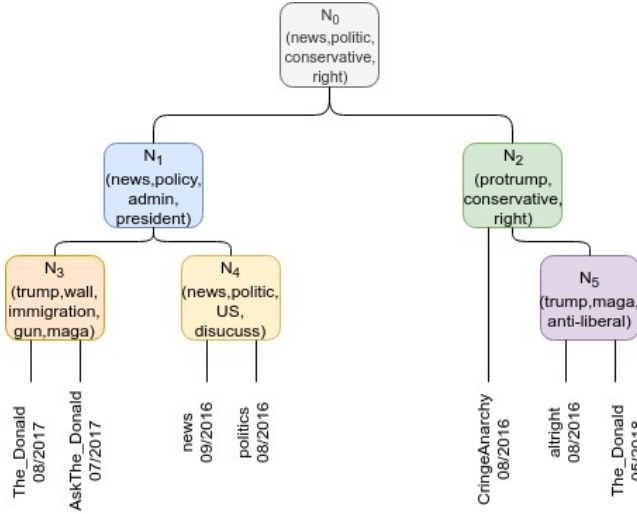 N0
(news,politic,
conservative,
right)
N1
(news,policy,
admin,
president)
N2
(protrump,
conservative,
right)
N3
(trump,wall,
immigration,
gun,maga)
N4
(news,politic,
US,
disucuss)
N5
(trump,maga,
anti-liberal)
The_Donald
08/2017
AskThe_Donald
07/2017
news
09/2016
politics
08/2016
CringeAnarchy
08/2016
altright
08/2016
The_Donald
05/2018